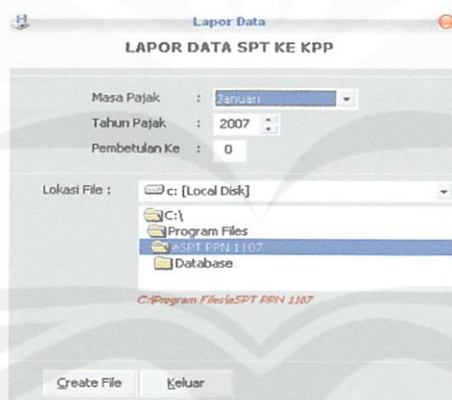 Lapor Data
LAPOR DATA SPT KE KPP
Masa Pajak : Januari
Tahun Pajak : 2007
Pembetulan Ke : 0
Lokasi File : c: [Local Disk]
C:\
Program Files
eSPT PPN 1107
Database
C:\Program Files\eSPT PPN 1107
Create File Keluar